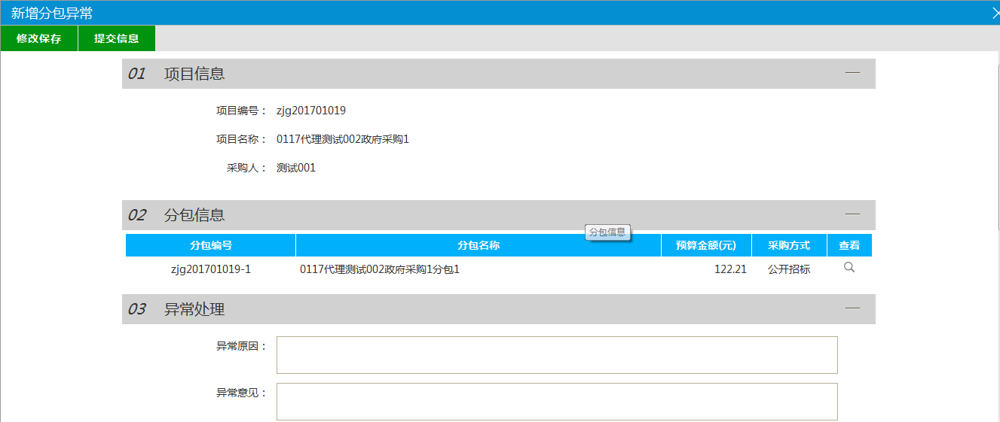 新增分包异常
修改保存 提交信息
01 项目信息
项目编号： zjg201701019
项目名称： 0117代理测试002政府采购1
采购人： 测试001
02 分包信息
分包信息
分包编号 分包名称 预算金额(元) 采购方式 查看
zjg201701019-1 0117代理测试002政府采购1分包1 122.21 公开招标
03 异常处理
异常原因：
异常意见：